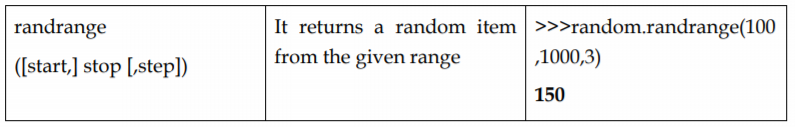 randrange
([start,] stop [,step])
It returns a random item
from the given range
>>>random.randrange(100
,1000,3)
150